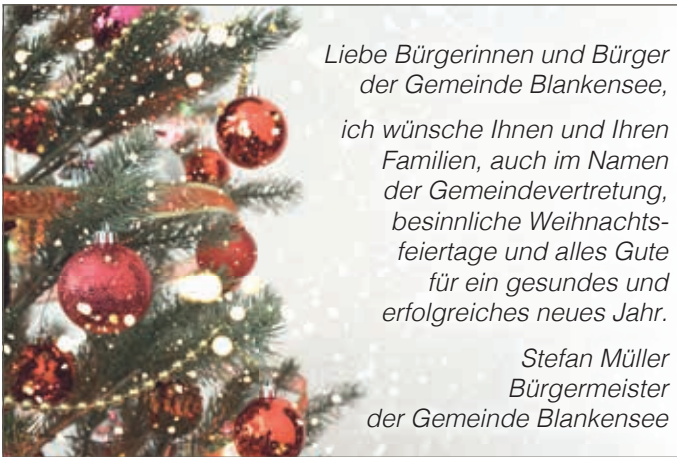 Liebe Bürgerinnen und Bürger
der Gemeinde Blankensee,
ich wünsche Ihnen und Ihren
Familien, auch im Namen
der Gemeindevertretung,
besinnliche Weihnachts-
feiertage und alles Gute
für ein gesundes und
erfolgreiches neues Jahr.
Stefan Müller
Bürgermeister
der Gemeinde Blankensee